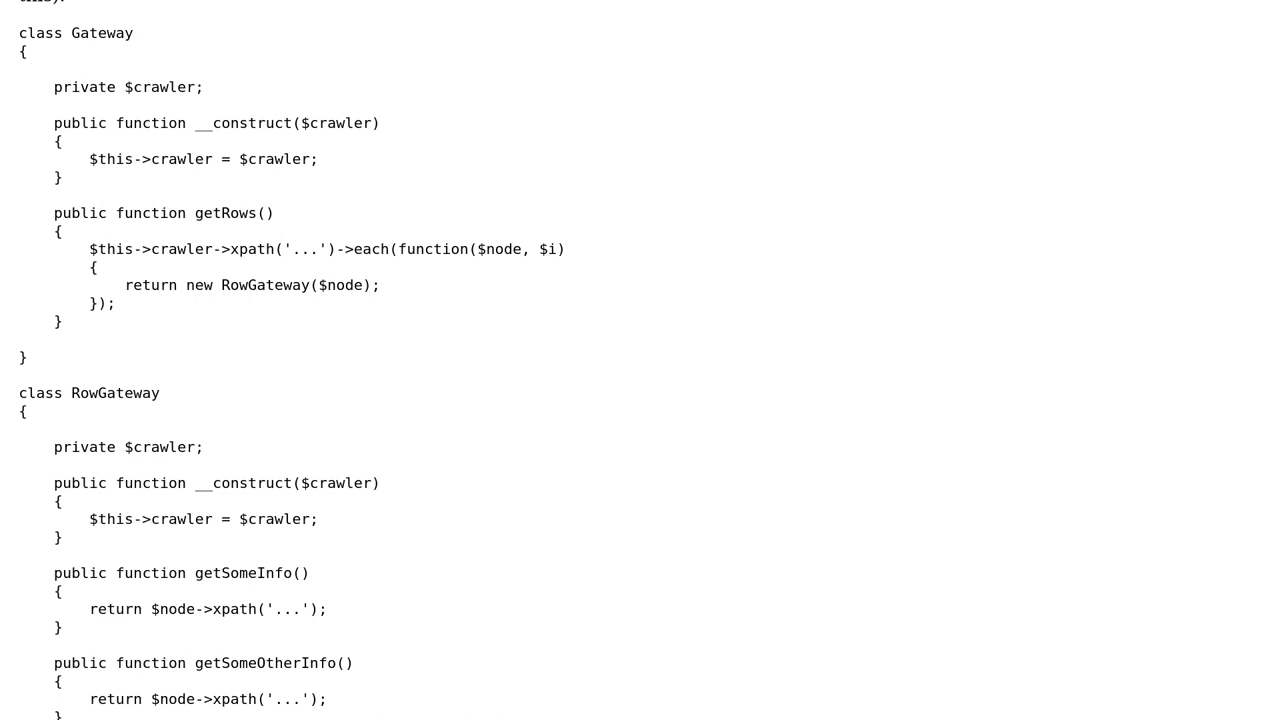 this).
class Gateway
{
    private $crawler;
    public function __construct($crawler)
    {
        $this->crawler = $crawler;
    }
    public function getRows()
    {
        $this->crawler->xpath('...')->each(function($node, $i)
        {
            return new RowGateway($node);
        });
    }
}
class RowGateway
{
    private $crawler;
    public function __construct($crawler)
    {
        $this->crawler = $crawler;
    }
    public function getSomeInfo()
    {
        return $node->xpath('...');
    }
    public function getSomeOtherInfo()
    {
        return $node->xpath('...');
    }